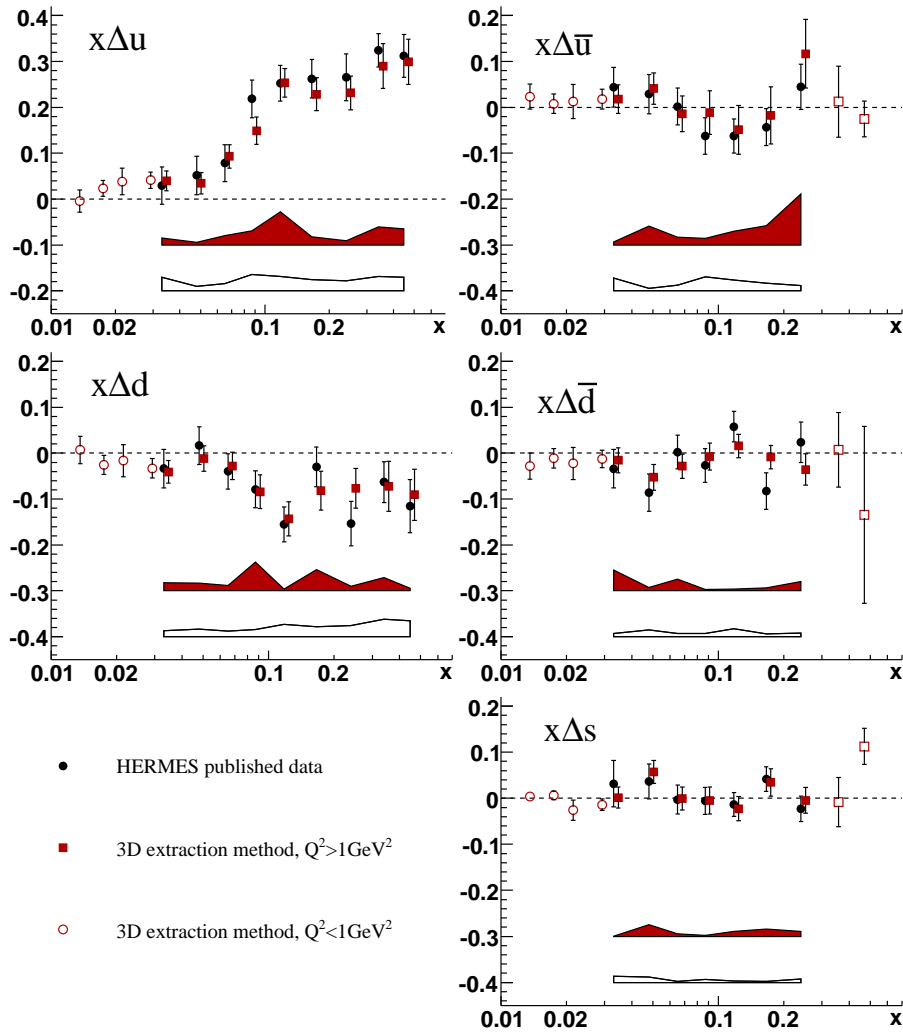 xΔu
0.4
0.3
0.2
0.1
0
-0.1
-0.2
0.01 0.02 0.1 0.2 x
xΔu̅
0.2
0.1
0
-0.1
-0.2
-0.3
-0.4
0.01 0.02 0.1 0.2 x
xΔd
0.2
0.1
0
-0.1
-0.2
-0.3
-0.4
0.01 0.02 0.1 0.2 x
xΔd̅
0.2
0.1
0
-0.1
-0.2
-0.3
-0.4
0.01 0.02 0.1 0.2 x
xΔs
0.2
0.1
0
-0.1
-0.2
-0.3
-0.4
0.01 0.02 0.1 0.2 x
HERMES published data
3D extraction method, Q²>1GeV²
3D extraction method, Q²<1GeV²